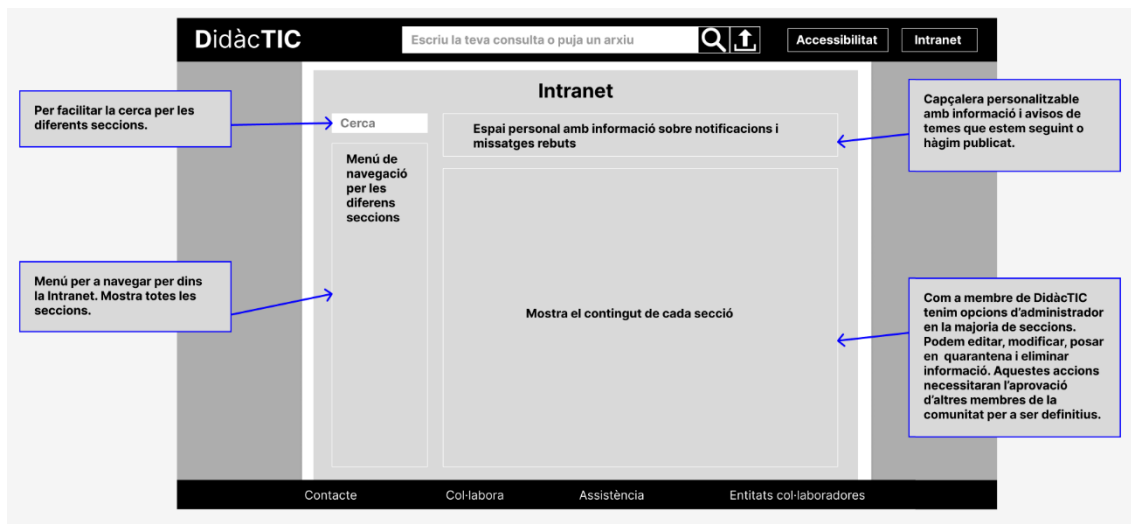 DidàcTIC
Escriu la teva consulta o puja un arxiu
Accessibilitat
Intranet
Intranet
Per facilitar la cerca per les
diferents seccions.
Cerca
Espai personal amb informació sobre notificacions i
missatges rebuts
Capçalera personalitzable
amb informació i avisos de
temes que estem seguint o
hàgim publicat.
Menú de
navegació
per les
diferens
seccions
Menú per a navegar per dins
la Intranet. Mostra totes les
seccions.
Mostra el contingut de cada secció
Com a membre de DidàcTIC
tenim opcions d'administrador
en la majoria de seccions.
Podem editar, modificar, posar
en quarantena i eliminar
informació. Aquestes accions
necessitaran l'aprovació
d'altres membres de la
comunitat per a ser definitius.
Contacte
Col·labora
Assistència
Entitats col·laboradores